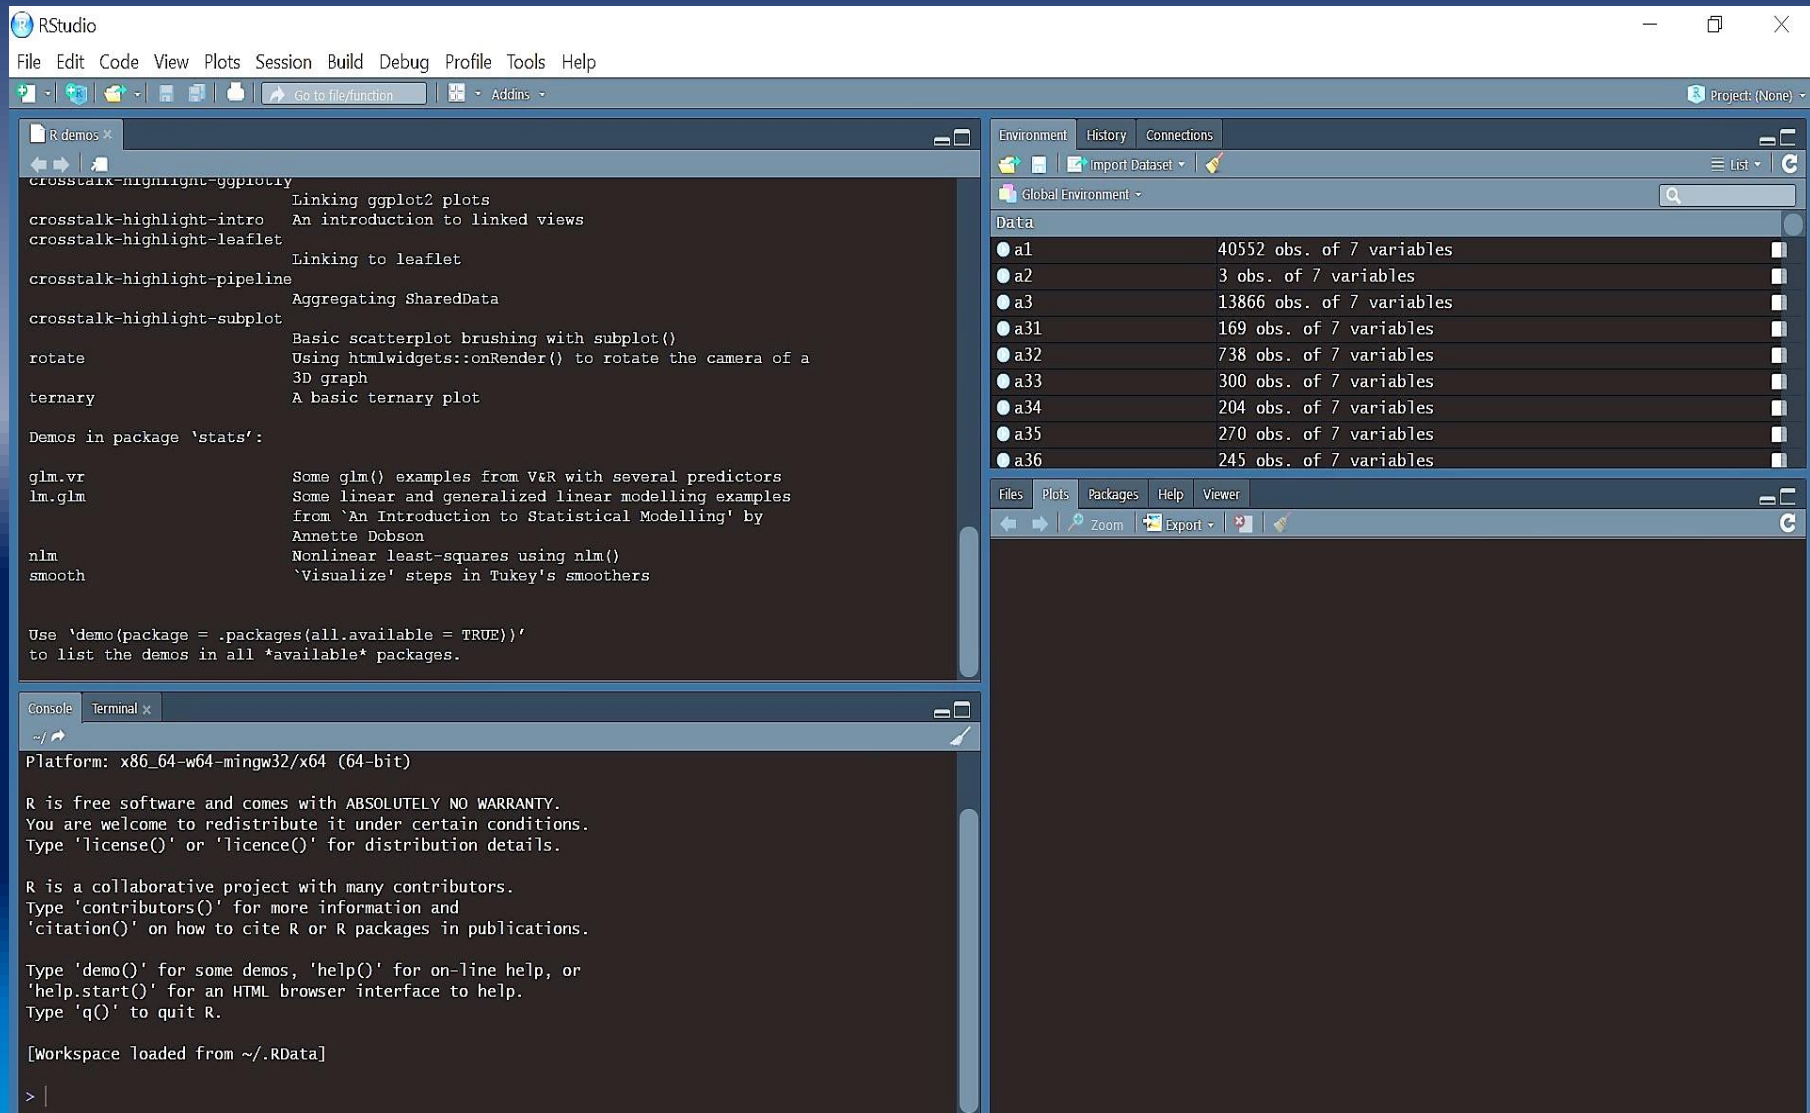 RStudio
File Edit Code View Plots Session Build Debug Profile Tools Help
Go to file/function Addins Project: (None)
R demos
crosstalk-highlight-ggplotly
Linking ggplot2 plots
crosstalk-highlight-intro An introduction to linked views
crosstalk-highlight-leaflet
Linking to leaflet
crosstalk-highlight-pipeline
Aggregating SharedData
crosstalk-highlight-subplot
Basic scatterplot brushing with subplot()
rotate Using htmlwidgets::onRender() to rotate the camera of a
3D graph
ternary A basic ternary plot
Demos in package ‘stats’:
glm.vr Some glm() examples from V&R with several predictors
lm.glm Some linear and generalized linear modelling examples
from `An Introduction to Statistical Modelling' by
Annette Dobson
nlm Nonlinear least-squares using nlm()
smooth `Visualize' steps in Tukey's smoothers
Use ‘demo(package = .packages(all.available = TRUE))’
to list the demos in all *available* packages.
Console Terminal
~/
Platform: x86_64-w64-mingw32/x64 (64-bit)
R is free software and comes with ABSOLUTELY NO WARRANTY.
You are welcome to redistribute it under certain conditions.
Type 'license()' or 'licence()' for distribution details.
R is a collaborative project with many contributors.
Type 'contributors()' for more information and
'citation()' on how to cite R or R packages in publications.
Type 'demo()' for some demos, 'help()' for on-line help, or
'help.start()' for an HTML browser interface to help.
Type 'q()' to quit R.
[Workspace loaded from ~/.RData]
>
Environment History Connections
Import Dataset List
Global Environment
Data
a1 40552 obs. of 7 variables
a2 3 obs. of 7 variables
a3 13866 obs. of 7 variables
a31 169 obs. of 7 variables
a32 738 obs. of 7 variables
a33 300 obs. of 7 variables
a34 204 obs. of 7 variables
a35 270 obs. of 7 variables
a36 245 obs. of 7 variables
Files Plots Packages Help Viewer
Zoom Export